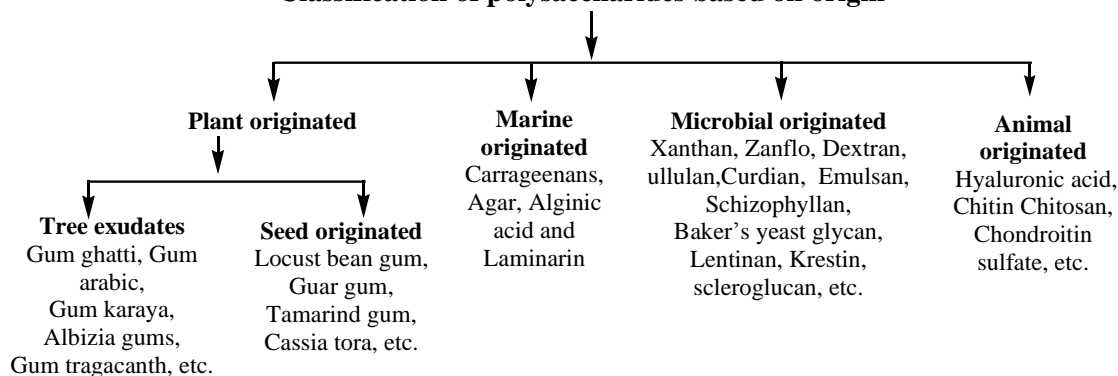 Classification of polysaccharides based on origin
Plant originated
Tree exudates
Gum ghatti, Gum
arabic,
Gum karaya,
Albizia gums,
Gum tragacanth, etc.
Seed originated
Locust bean gum,
Guar gum,
Tamarind gum,
Cassia tora, etc.
Marine
originated
Carrageenans,
Agar, Alginic
acid and
Laminarin
Microbial originated
Xanthan, Zanflo, Dextran,
ullulan,Curdian, Emulsan,
Schizophyllan,
Baker's yeast glycan,
Lentinan, Krestin,
scleroglucan, etc.
Animal
originated
Hyaluronic acid,
Chitin Chitosan,
Chondroitin
sulfate, etc.